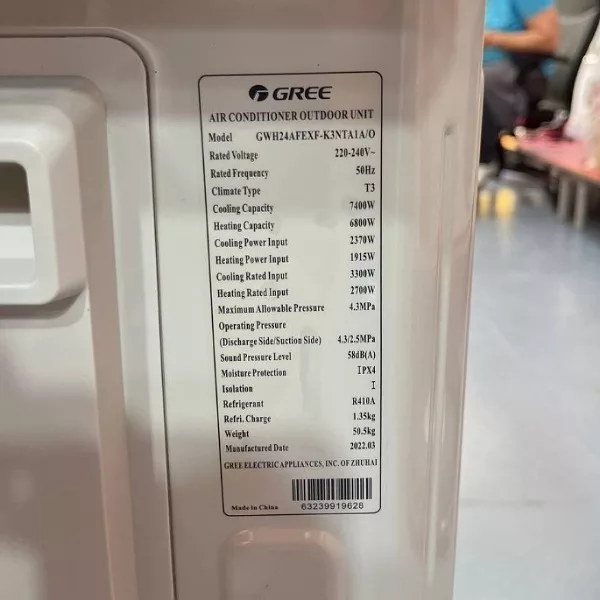 GREE
AIR CONDITIONER OUTDOOR UNIT
Model GWH24AFEXF-K3NTA1A/O
Rated Voltage 220-240V~
Rated Frequency 50Hz
Climate Type T3
Cooling Capacity 7400W
Heating Capacity 6800W
Cooling Power Input 2370W
Heating Power Input 1915W
Cooling Rated Input 3300W
Heating Rated Input 2700W
Maximum Allowable Pressure 4.3MPa
Operating Pressure
(Discharge Side/Suction Side) 4.3/2.5MPa
Sound Pressure Level 58dB(A)
Moisture Protection IPX4
Isolation I
Refrigerant R410A
Refri. Charge 1.35kg
Weight 50.5kg
Manufactured Date 2022.03
GREE ELECTRIC APPLIANCES, INC. OF ZHUHAI
Made in China 63239919626